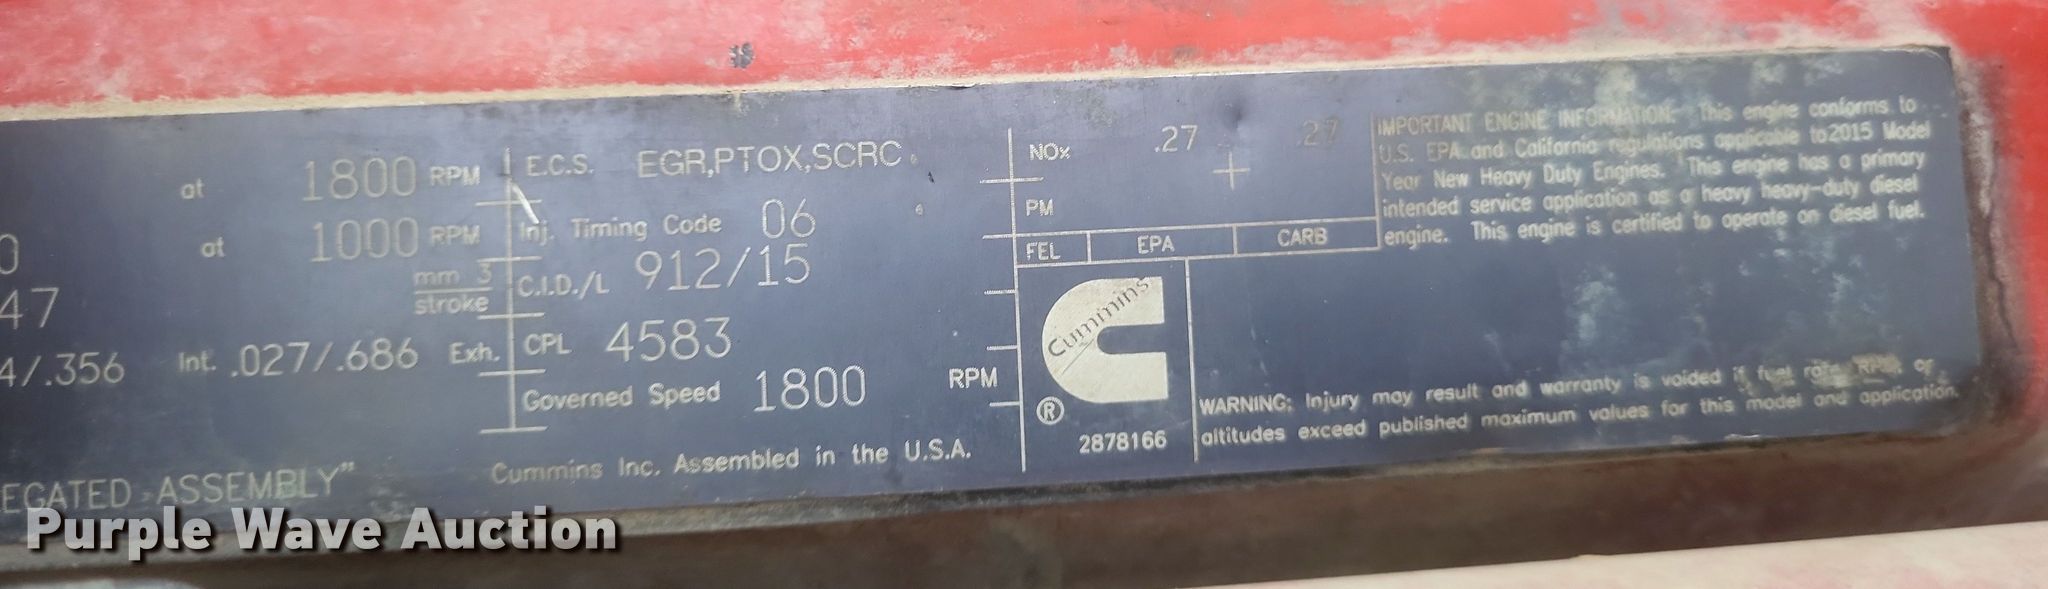 at 1800 RPM
at 1000 RPM
mm 3
stroke
0
47
4/.356 Int. .027/.686 Exh.
EGATED ASSEMBLY"
E.C.S. EGR,PTOX,SCRC
Inj. Timing Code 06
C.I.D./L 912/15
CPL 4583
Governed Speed 1800 RPM
Cummins Inc. Assembled in the U.S.A.
NOx .27 .27
PM
FEL EPA CARB
Cummins
®
2878166
IMPORTANT ENGINE INFORMATION: This engine conforms to
U.S. EPA and California regulations applicable to 2015 Model
Year New Heavy Duty Engines. This engine has a primary
intended service application as a heavy heavy-duty diesel
engine. This engine is certified to operate on diesel fuel.
WARNING: Injury may result and warranty is voided if fuel rate RPM or
altitudes exceed published maximum values for this model and application.
Purple Wave Auction